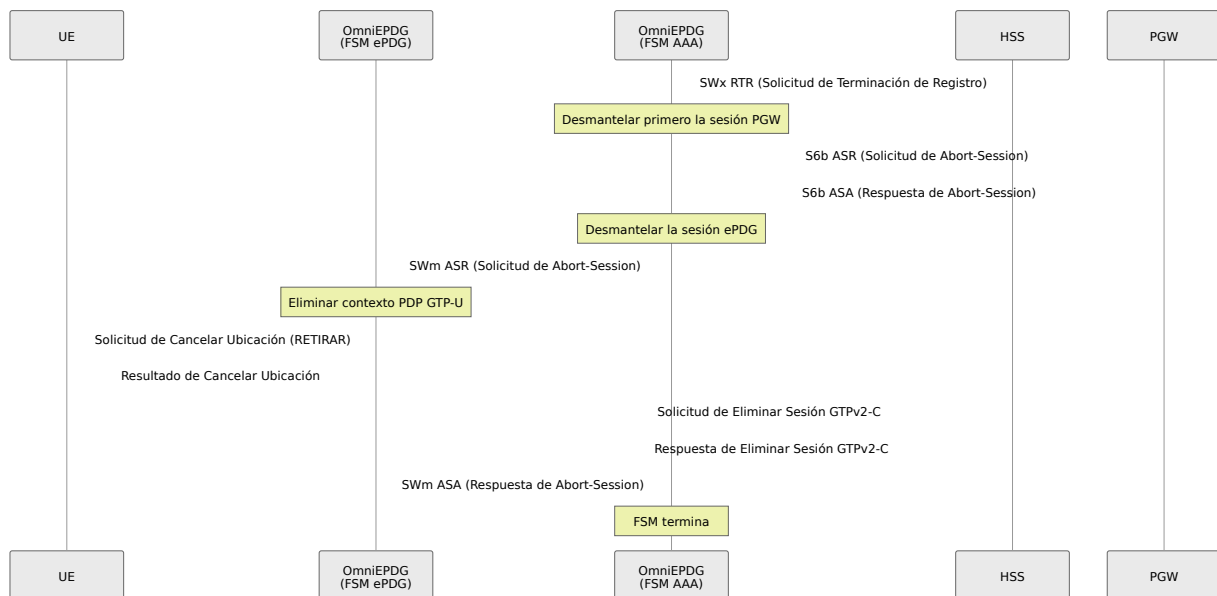 UE
OmniEPDG
(FSM ePDG)
OmniEPDG
(FSM AAA)
HSS
PGW
SWx RTR (Solicitud de Terminación de Registro)
Desmantelar primero la sesión PGW
S6b ASR (Solicitud de Abort-Session)
S6b ASA (Respuesta de Abort-Session)
Desmantelar la sesión ePDG
SWm ASR (Solicitud de Abort-Session)
Eliminar contexto PDP GTP-U
Solicitud de Cancelar Ubicación (RETIRAR)
Resultado de Cancelar Ubicación
Solicitud de Eliminar Sesión GTPv2-C
Respuesta de Eliminar Sesión GTPv2-C
SWm ASA (Respuesta de Abort-Session)
FSM termina
UE
OmniEPDG
(FSM ePDG)
OmniEPDG
(FSM AAA)
HSS
PGW